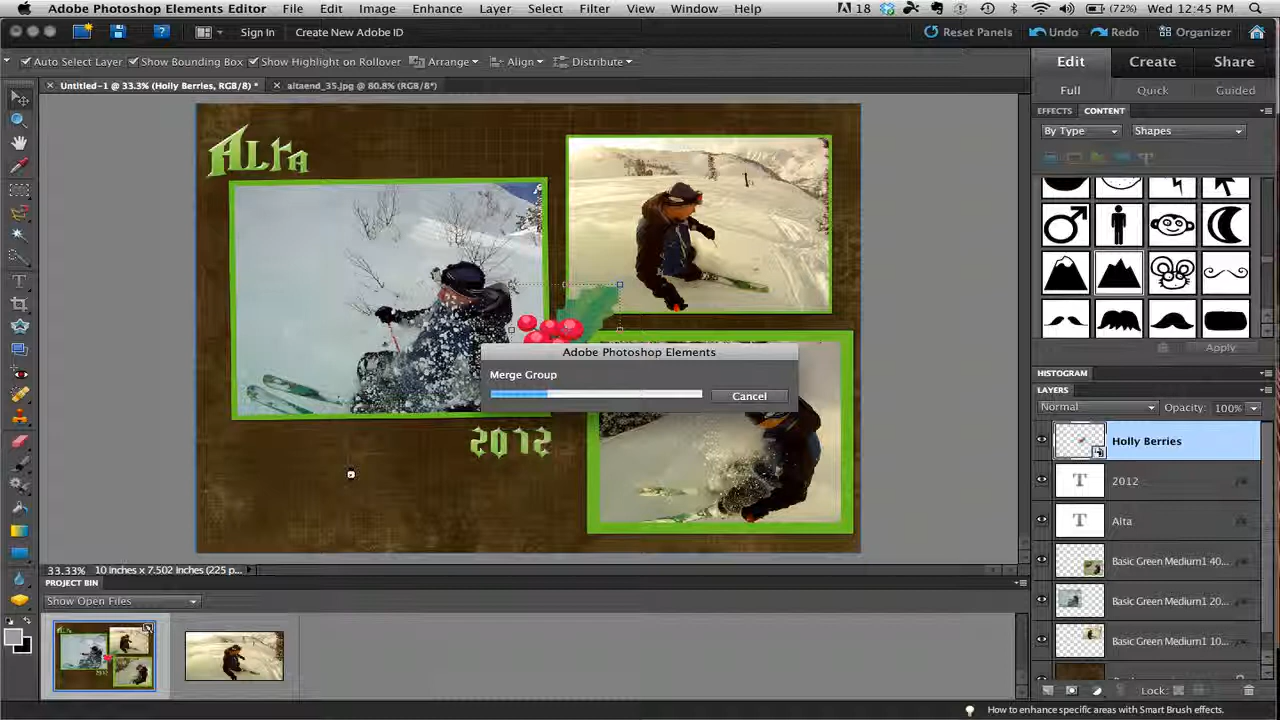 Adobe Photoshop Elements Editor File Edit Image Enhance Layer Select Filter View Window Help 18 (72%) Wed 12:45 PM
Sign In Create New Adobe ID Reset Panels Undo Redo Organizer
Auto Select Layer Show Bounding Box Show Highlight on Rollover Arrange Align Distribute
Edit Create Share
Full Quick Guided
Untitled-1 @ 33.3% (Holly Berries, RGB/8) * altaend_35.jpg @ 80.8% (RGB/8*)
EFFECTS CONTENT
By Type Shapes
Alta
2012
Adobe Photoshop Elements
Merge Group
Cancel
Apply
HISTOGRAM
LAYERS
Normal Opacity: 100%
Holly Berries
T 2012
T Alta
Basic Green Medium1 40...
Basic Green Medium1 20...
Basic Green Medium1 10...
Lock:
33.33% 10 inches x 7.502 inches (225 p...
PROJECT BIN
Show Open Files
How to enhance specific areas with Smart Brush effects.